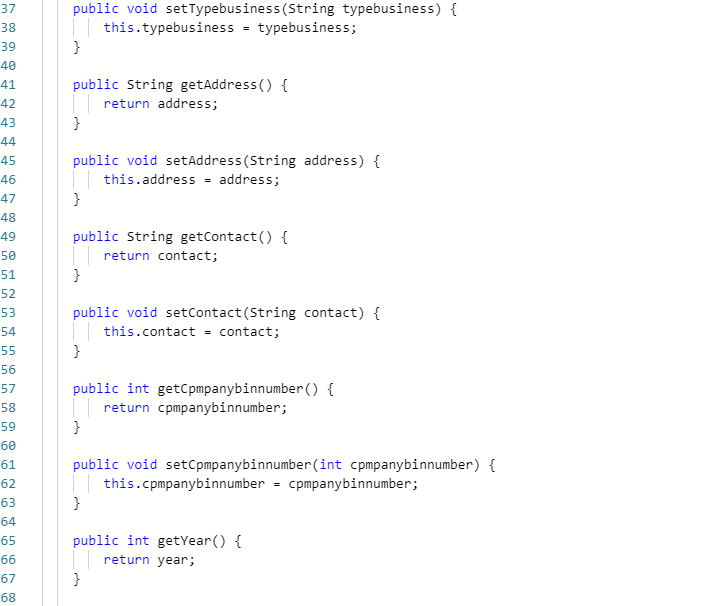 37 public void setTypebusiness(String typebusiness) {
38 this.typebusiness = typebusiness;
39 }
40
41 public String getAddress() {
42 return address;
43 }
44
45 public void setAddress(String address) {
46 this.address = address;
47 }
48
49 public String getContact() {
50 return contact;
51 }
52
53 public void setContact(String contact) {
54 this.contact = contact;
55 }
56
57 public int getCpmpanybinnumber() {
58 return cpmpanybinnumber;
59 }
60
61 public void setCpmpanybinnumber(int cpmpanybinnumber) {
62 this.cpmpanybinnumber = cpmpanybinnumber;
63 }
64
65 public int getYear() {
66 return year;
67 }
68